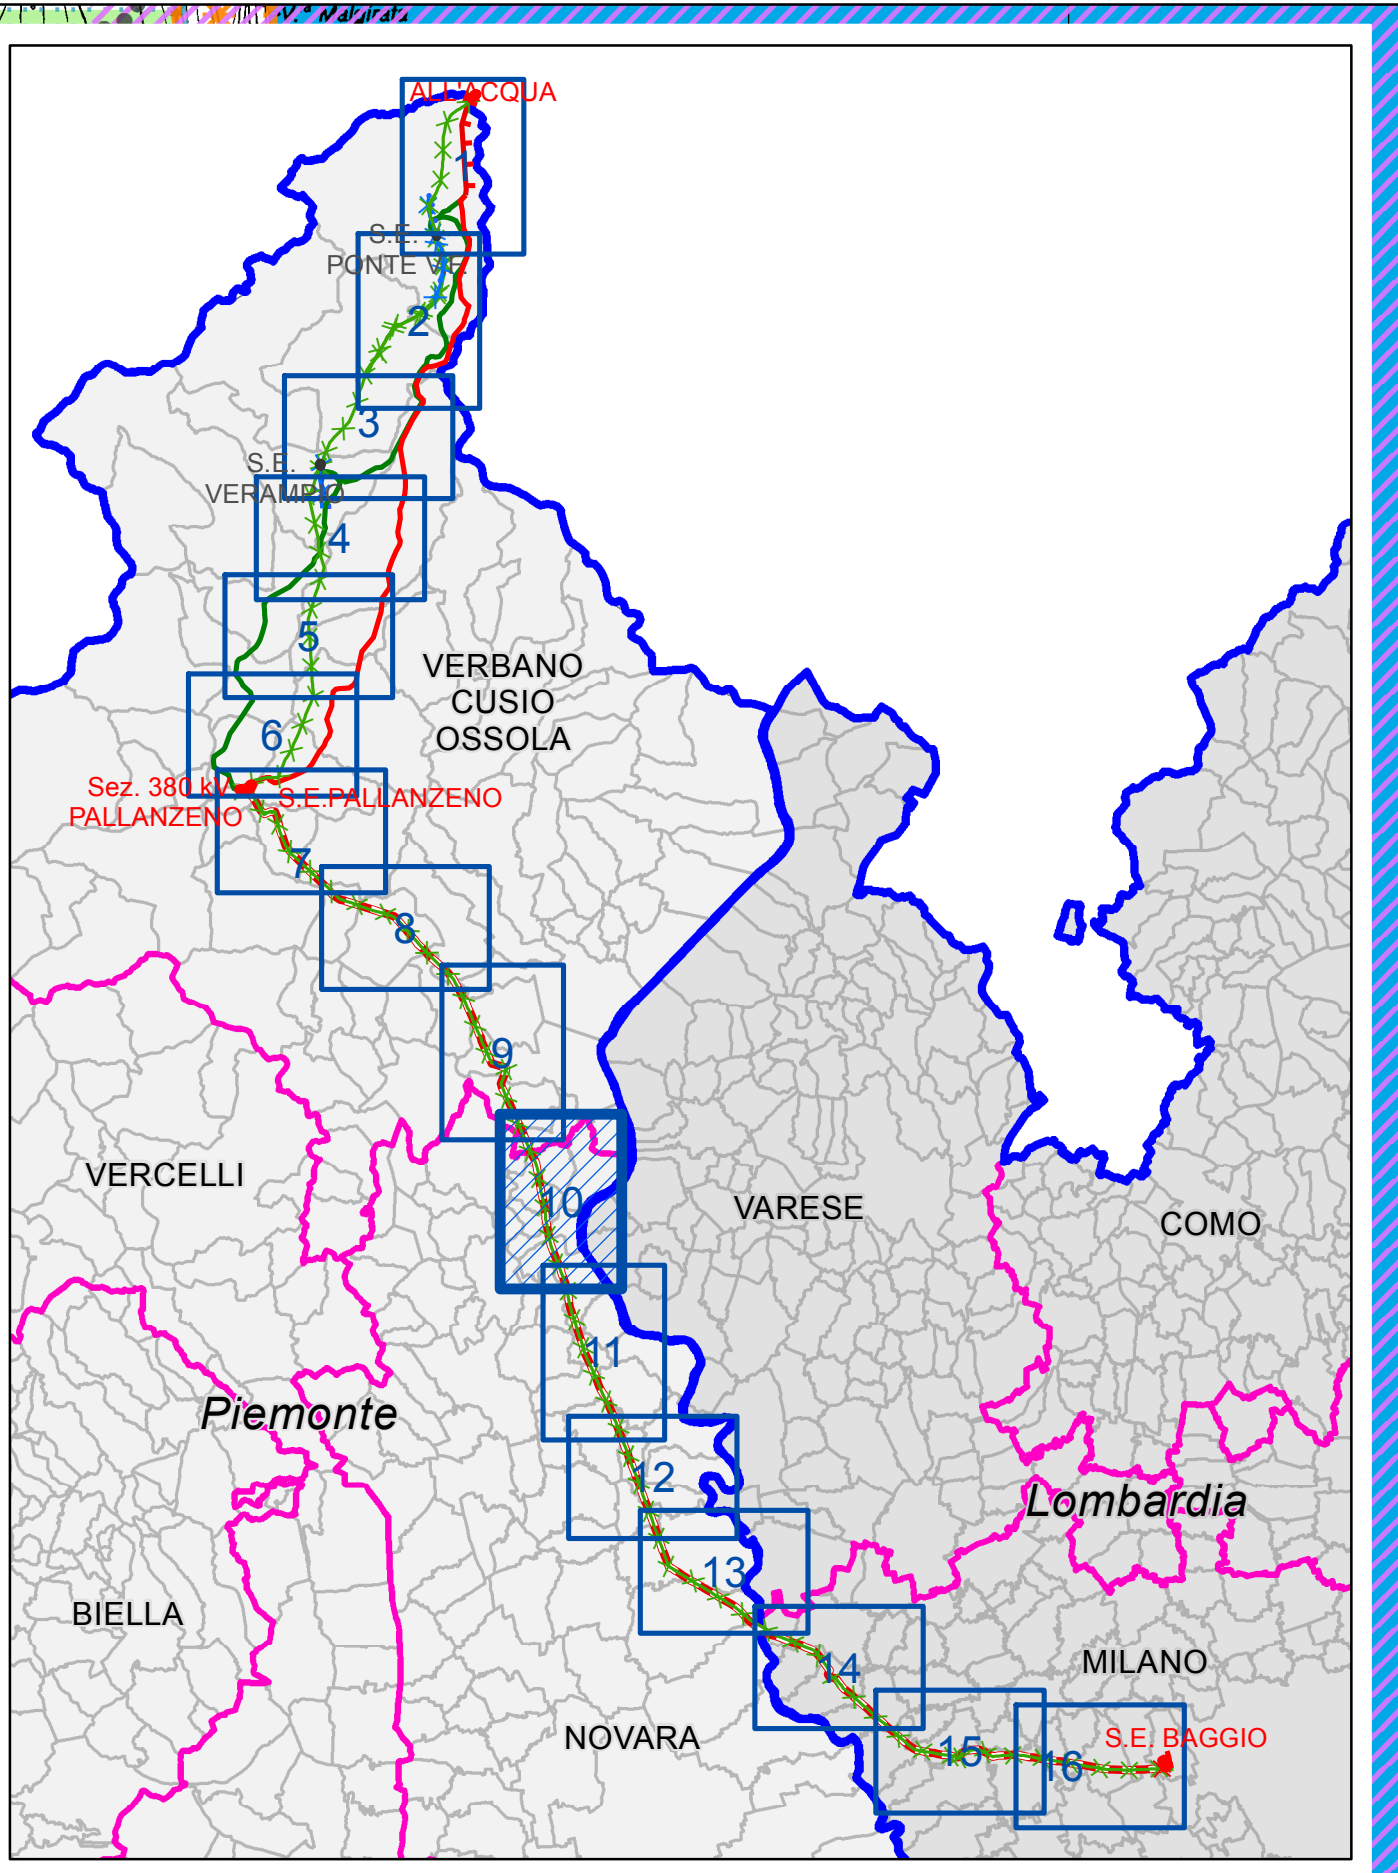 V.ª Malgirata
ALL'ACQUA
1
S.E.
PONTE V.F.
2
3
S.E.
VERAMPIO
4
5
VERBANO
CUSIO
OSSOLA
6
Sez. 380 kV
PALLANZENO
S.E.PALLANZENO
7
8
9
VERCELLI
10
VARESE
COMO
11
Piemonte
12
Lombardia
13
BIELLA
14
MILANO
NOVARA
15
16
S.E. BAGGIO